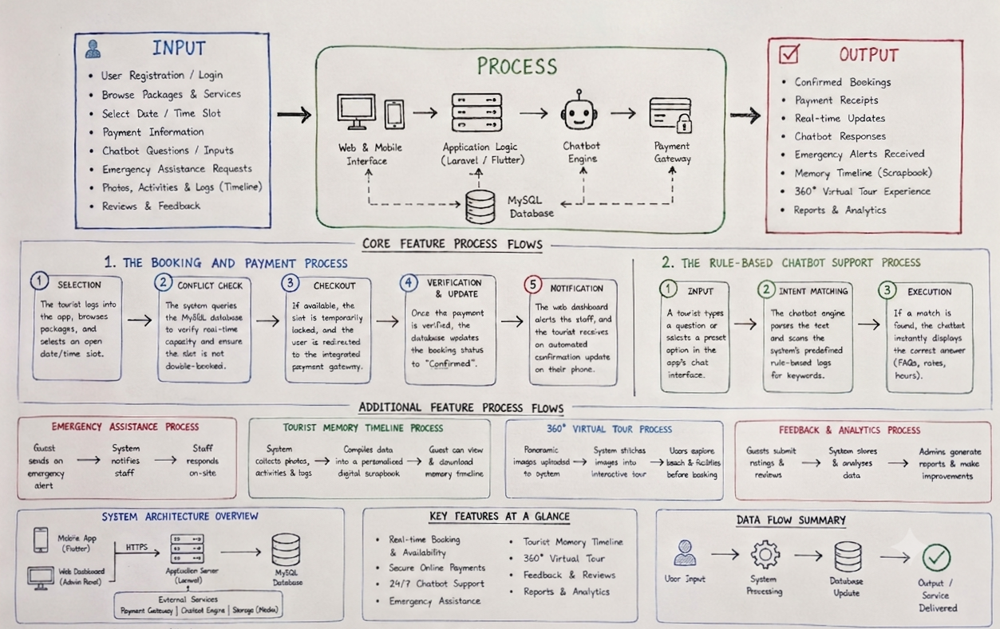 INPUT
• User Registration / Login
• Browse Packages & Services
• Select Date / Time Slot
• Payment Information
• Chatbot Questions / Inputs
• Emergency Assistance Requests
• Photos, Activities & Logs (Timeline)
• Reviews & Feedback
PROCESS
Web & Mobile
Interface
Application Logic
(Laravel / Flutter)
Chatbot
Engine
Payment
Gateway
MySQL
Database
OUTPUT
• Confirmed Bookings
• Payment Receipts
• Real-time Updates
• Chatbot Responses
• Emergency Alerts Received
• Memory Timeline (Scrapbook)
• 360° Virtual Tour Experience
• Reports & Analytics
CORE FEATURE PROCESS FLOWS
1. THE BOOKING AND PAYMENT PROCESS
1 SELECTION
The tourist logs into
the app, browses
packages, and
selects an open
date/time slot.
2 CONFLICT CHECK
The system queries
the database
to verify real-time
capacity and ensure
the slot is not
double-booked.
3 CHECKOUT
If available, the
slot is temporarily
locked, and the
user is redirected
to the integrated
payment gateway.
4 VERIFICATION
& UPDATE
Once the payment
is verified, the
database updates
the booking status
to "Confirmed".
5 NOTIFICATION
The web dashboard
alerts the staff, and
the tourist receives
an automated
confirmation update
on their phone.
2. THE RULE-BASED CHATBOT SUPPORT PROCESS
1 INPUT
A tourist types
a question or
selects a preset
option in the
app's chat
interface.
2 INTENT MATCHING
The chatbot engine
parses the text
and scans the
system's predefined
rule-based logs
for keywords.
3 EXECUTION
If a match is
found, the chatbot
instantly displays
the correct answer
(FAQs, rates,
hours).
ADDITIONAL FEATURE PROCESS FLOWS
EMERGENCY ASSISTANCE PROCESS
Guest
sends an
emergency
alert
System
notifies
staff
Staff
responds
on-site
TOURIST MEMORY TIMELINE PROCESS
System
collects photos,
activities & logs
Compiles data
into a personalized
digital scrapbook
Guest can view
& download
memory timeline
360° VIRTUAL TOUR PROCESS
Panoramic
images uploaded
to system
System stitches
images into
interactive tour
Users explore
beach & facilities
before booking
FEEDBACK & ANALYTICS PROCESS
Guests submit
ratings &
reviews
System stores
& analyses
data
Admins generate
reports & make
improvements
SYSTEM ARCHITECTURE OVERVIEW
Mobile App
(Flutter)
Web Dashboard
(Admin Panel)
HTTPS
Application Server
(Laravel)
MySQL
Database
External Services
Payment Gateway | Chatbot Engine | Storage (Media)
KEY FEATURES AT A GLANCE
• Real-time Booking
& Availability
• Secure Online Payments
• 24/7 Chatbot Support
• Emergency Assistance
• Tourist Memory Timeline
• 360° Virtual Tour
• Feedback & Reviews
• Reports & Analytics
DATA FLOW SUMMARY
User Input
System
Processing
Database
Update
Output /
Service
Delivered